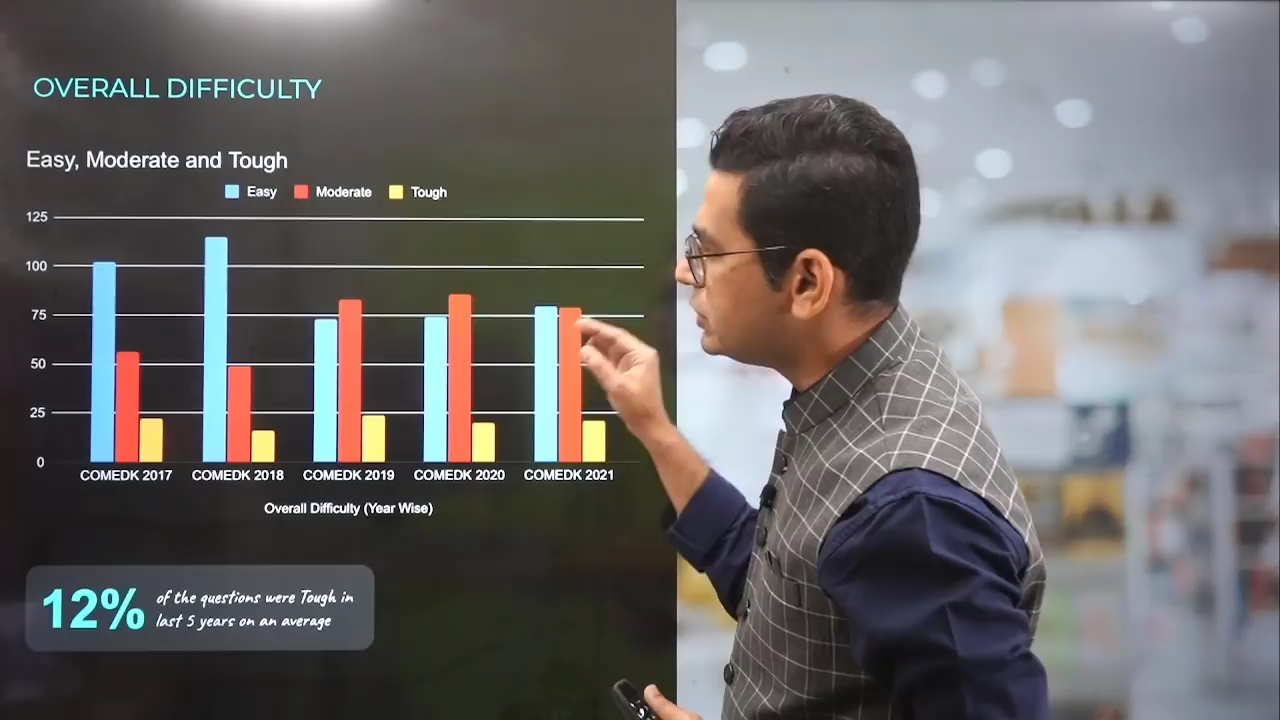 OVERALL DIFFICULTY
Easy, Moderate and Tough
Easy Moderate Tough
125
100
75
50
25
0
COMEDK 2017 COMEDK 2018 COMEDK 2019 COMEDK 2020 COMEDK 2021
Overall Difficulty (Year Wise)
12% of the questions were Tough in
last 5 years on an average